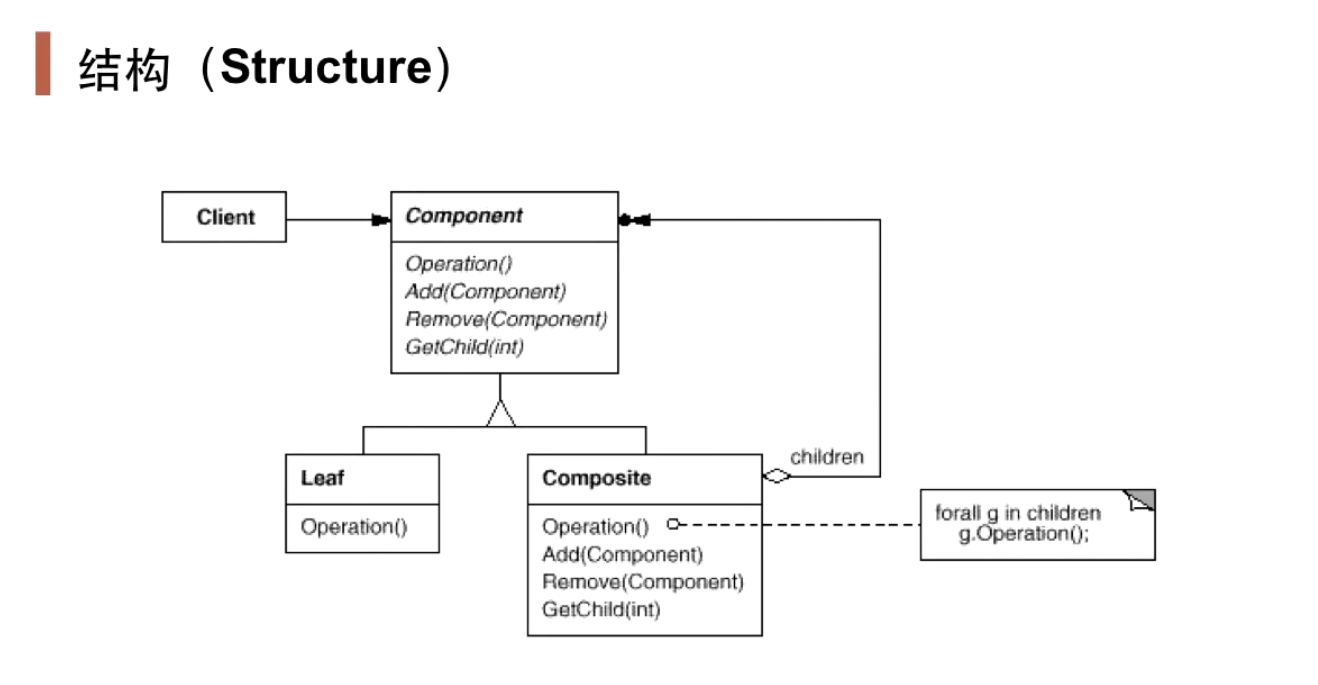 结构（Structure）
Client
Component
Operation()
Add(Component)
Remove(Component)
GetChild(int)
Leaf
Operation()
Composite
Operation()
Add(Component)
Remove(Component)
GetChild(int)
children
forall g in children
g.Operation();